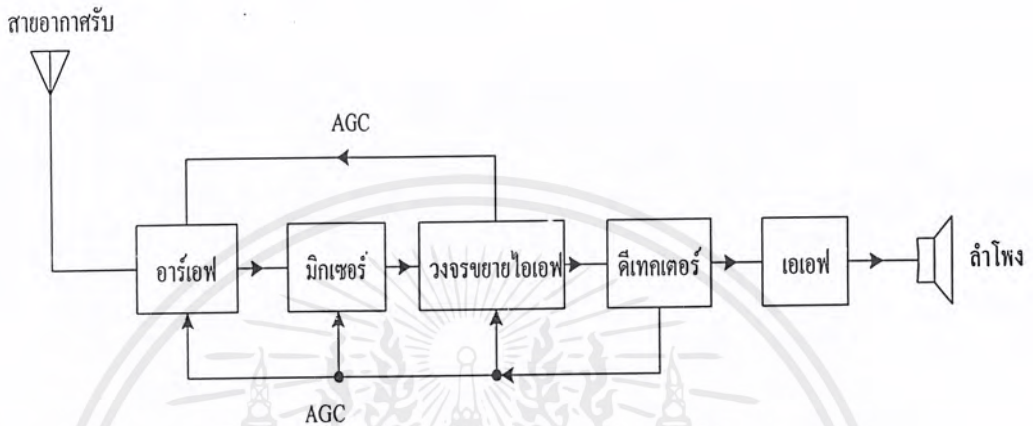 สายอากาศรับ
AGC
อาร์เอฟ
มิกเซอร์
วงจรขยายไอเอฟ
ดีเทคเตอร์
เอเอฟ
ลำโพง
AGC